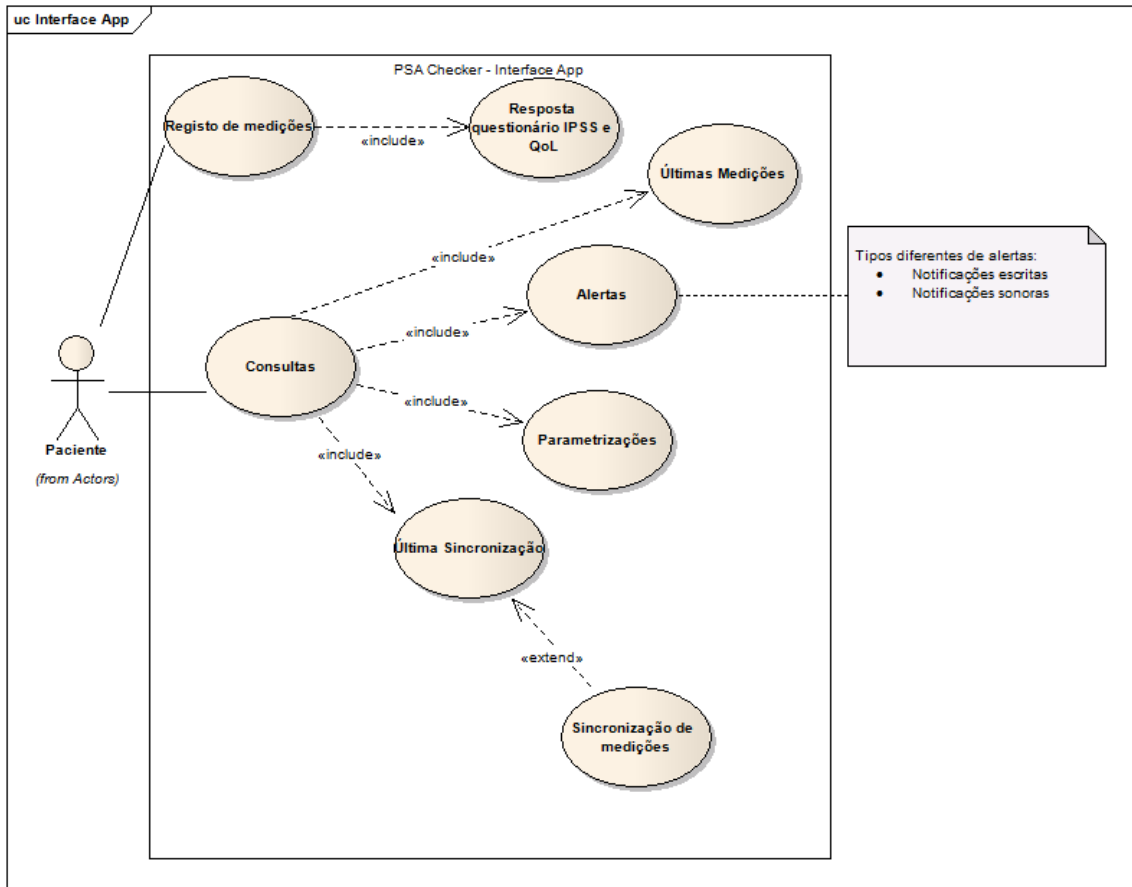 uc Interface App
PSA Checker - Interface App
Registo de medições
«include»
Resposta
questionário IPSS e
QoL
Últimas Medições
«include»
Alertas
«include»
Tipos diferentes de alertas:
• Notificações escritas
• Notificações sonoras
Consultas
«include»
Parametrizações
Paciente
(from Actors)
«include»
Última Sincronização
«extend»
Sincronização de
medições